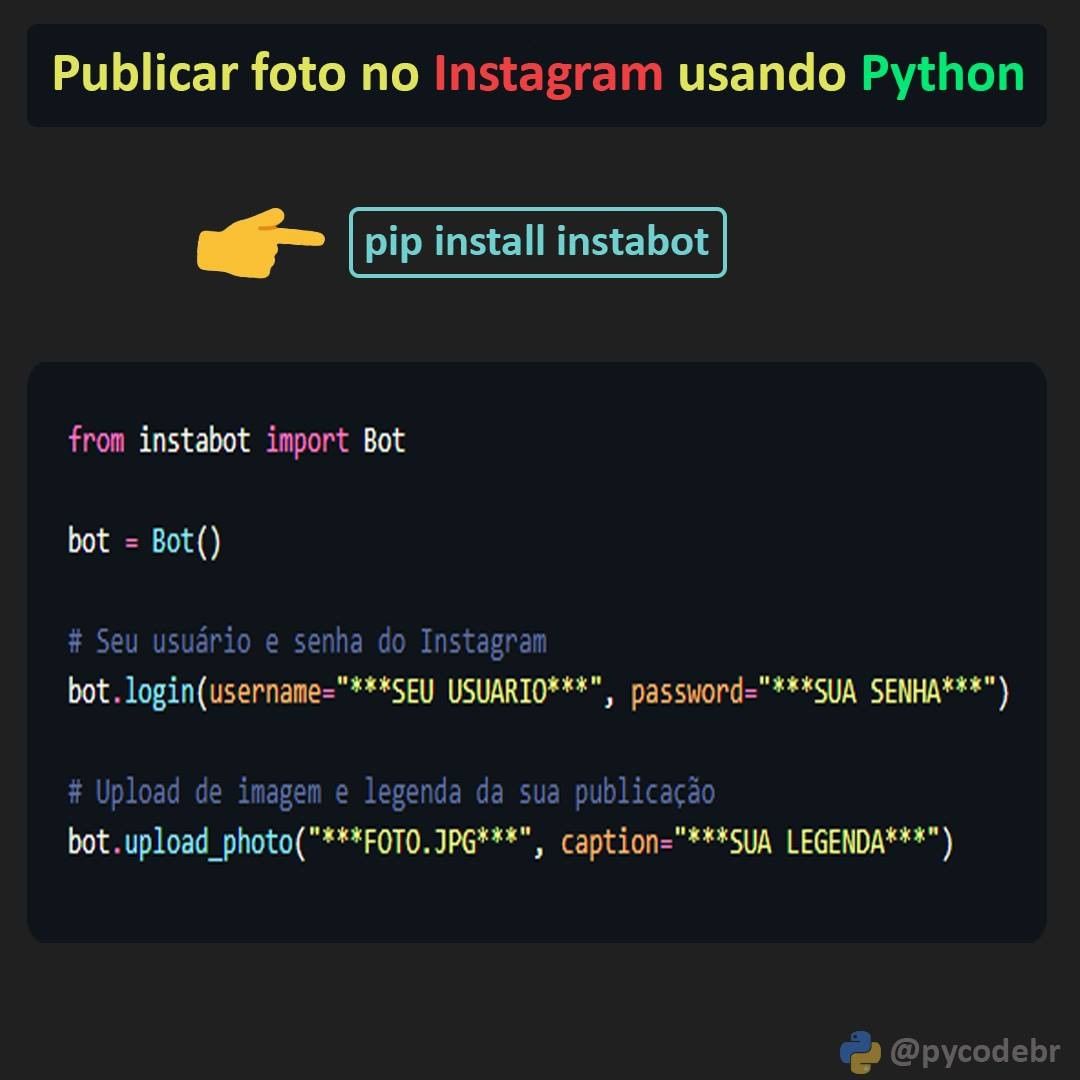 Publicar foto no Instagram usando Python
pip install instabot
from instabot import Bot
bot = Bot()
# Seu usuário e senha do Instagram
bot.login(username="***SEU USUARIO***", password="***SUA SENHA***")
# Upload de imagem e legenda da sua publicação
bot.upload_photo("***FOTO.JPG***", caption="***SUA LEGENDA***")
@pycodebr